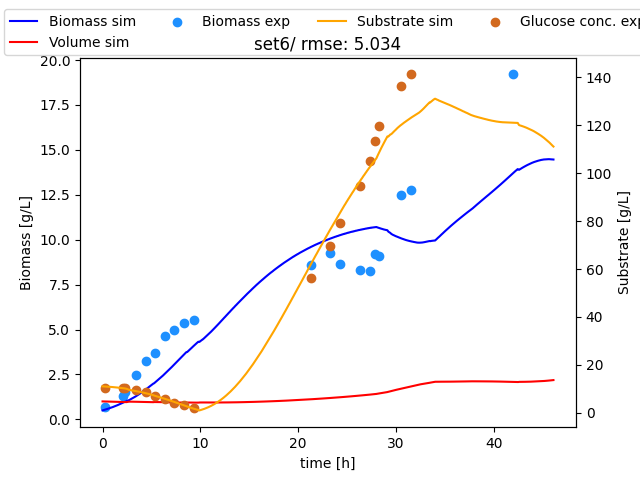 Biomass sim Biomass exp Substrate sim Glucose conc. exp
Volume sim
set6/ rmse: 5.034
20.0
17.5
15.0
12.5
10.0
7.5
5.0
2.5
0.0
Biomass [g/L]
0 10 20 30 40
time [h]
140
120
100
80
60
40
20
0
Substrate [g/L]